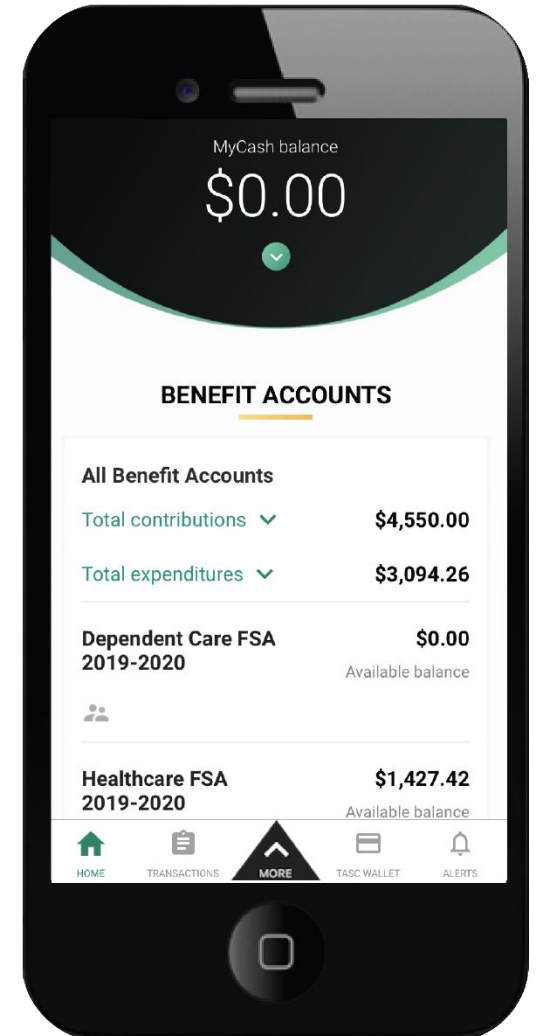 MyCash balance
$0.00
BENEFIT ACCOUNTS
All Benefit Accounts
Total contributions $4,550.00
Total expenditures $3,094.26
Dependent Care FSA $0.00
2019-2020 Available balance
Healthcare FSA $1,427.42
2019-2020 Available balance
HOME TRANSACTIONS MORE TASC WALLET ALERTS